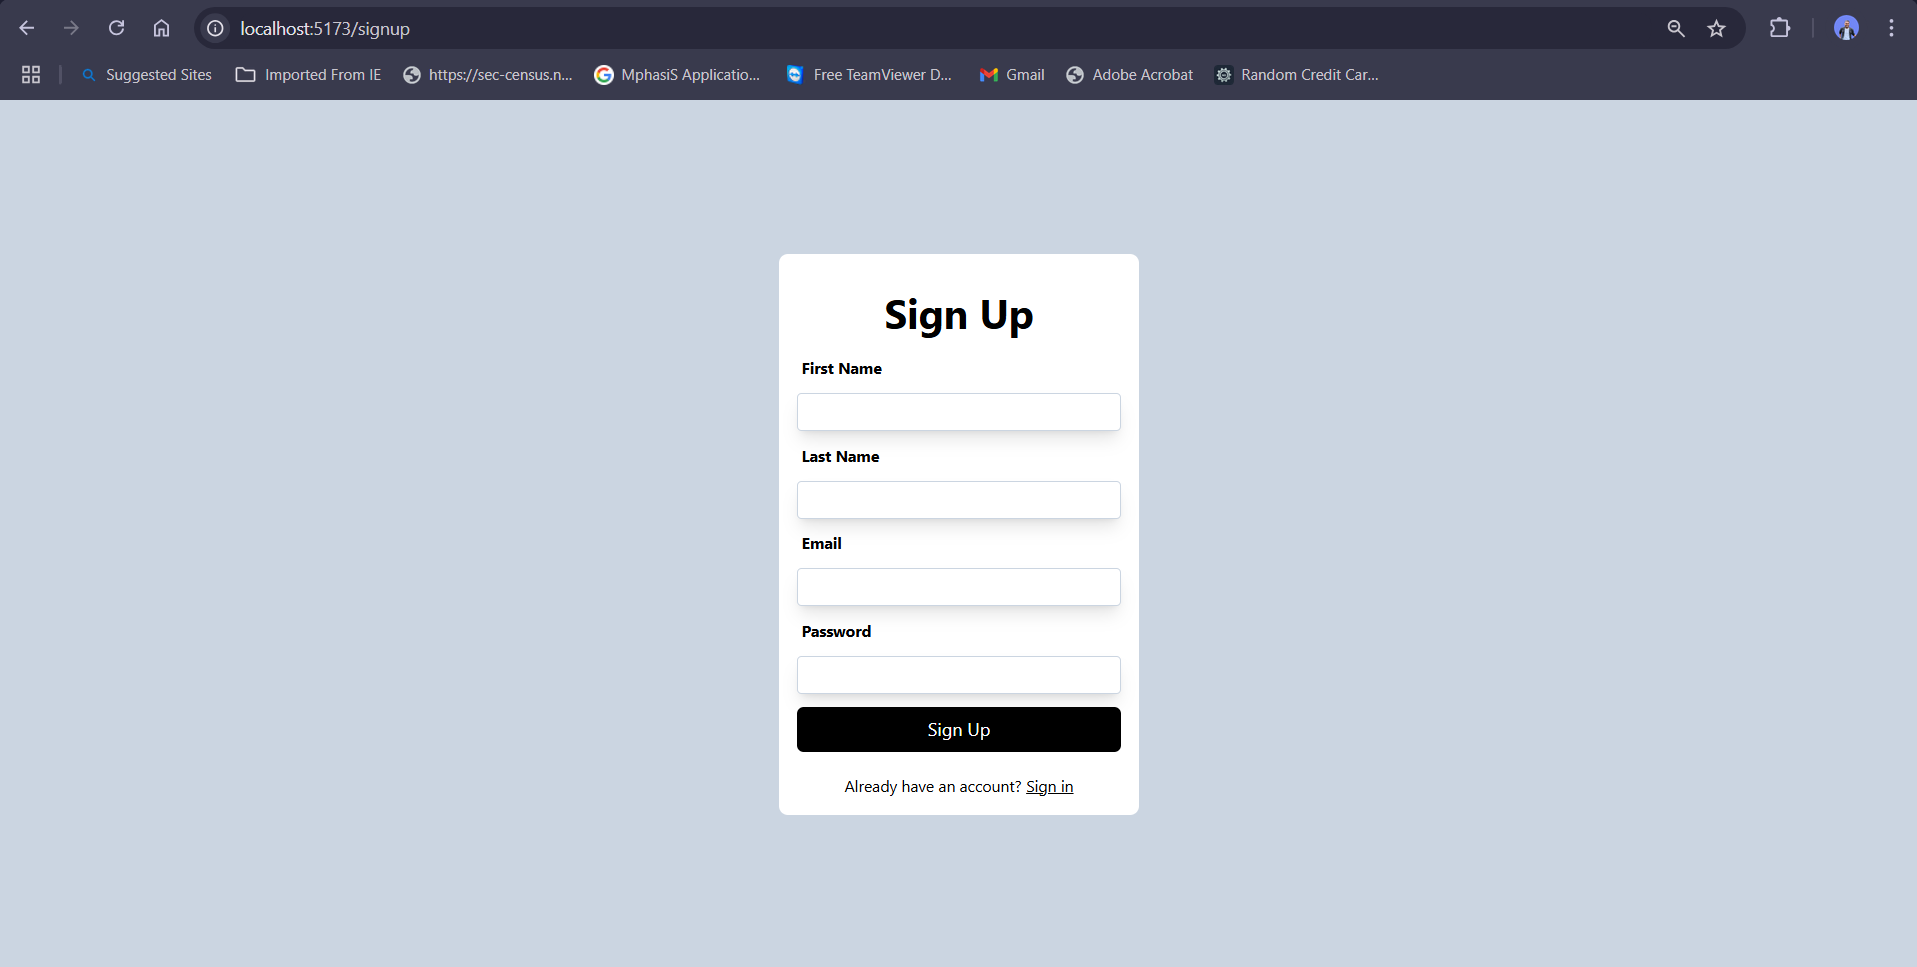 localhost:5173/signup
Suggested Sites Imported From IE https://sec-census.n... MphasiS Applicatio... Free TeamViewer D... Gmail Adobe Acrobat Random Credit Car...
Sign Up
First Name
Last Name
Email
Password
Sign Up
Already have an account? Sign in